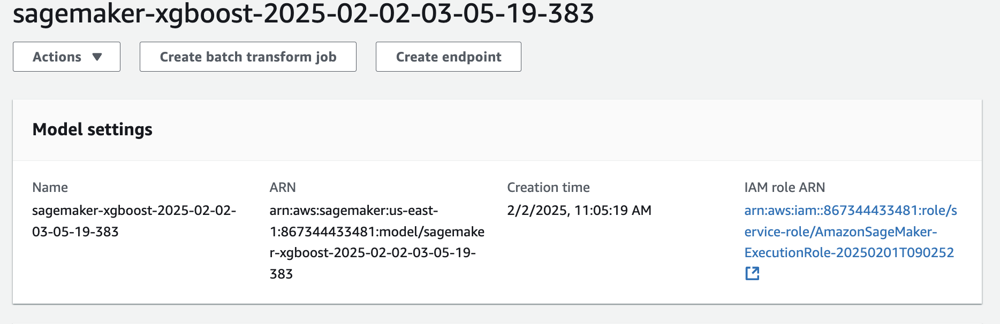 sagemaker-xgboost-2025-02-02-03-05-19-383
Actions
Create batch transform job
Create endpoint
Model settings
Name
sagemaker-xgboost-2025-02-02-
03-05-19-383
ARN
arn:aws:sagemaker:us-east-
1:867344433481:model/sagemake
r-xgboost-2025-02-02-03-05-19-
383
Creation time
2/2/2025, 11:05:19 AM
IAM role ARN
arn:aws:iam::867344433481:role/s
ervice-role/AmazonSageMaker-
ExecutionRole-20250201T090252